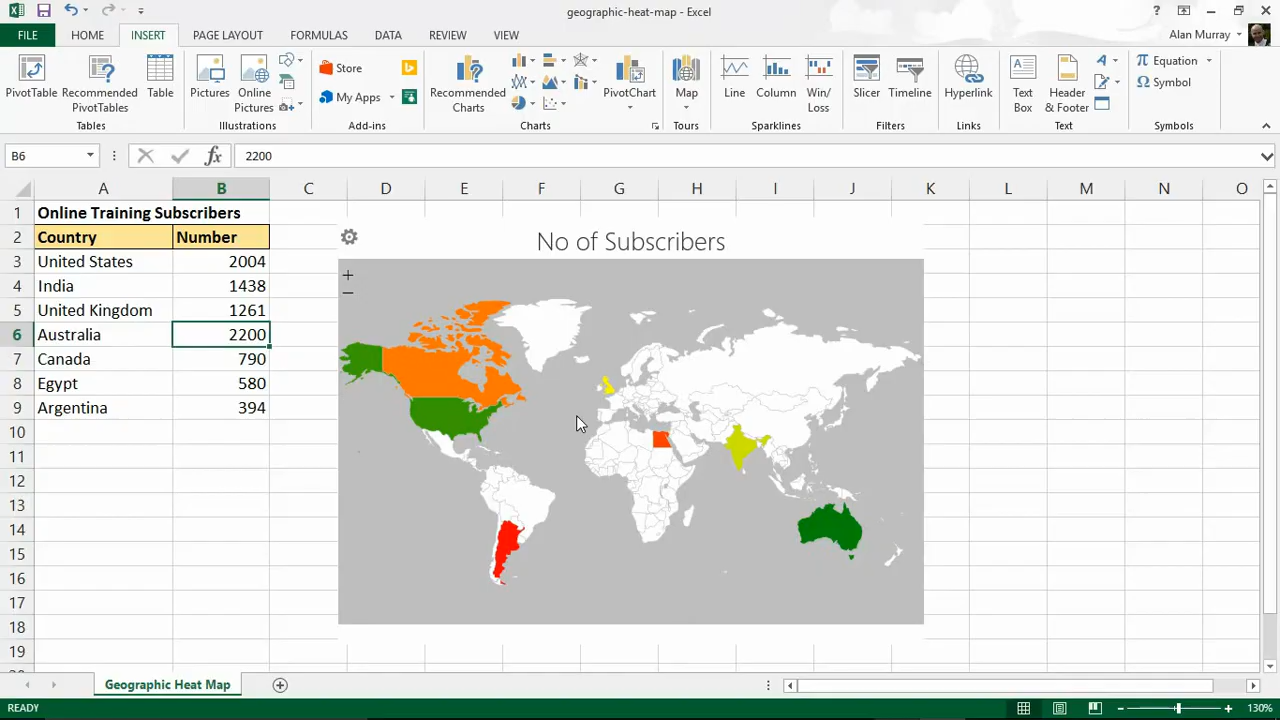 geographic-heat-map - Excel
?
FILE HOME INSERT PAGE LAYOUT FORMULAS DATA REVIEW VIEW Alan Murray
PivotTable Recommended PivotTables Table Pictures Online Pictures Store My Apps Recommended Charts PivotChart Map Line Column Win/Loss Slicer Timeline Hyperlink Text Box Header & Footer Equation Symbol
Tables Illustrations Add-ins Charts Tours Sparklines Filters Links Text Symbols
B6 fx 2200
A B C D E F G H I J K L M N O
1 Online Training Subscribers
2 Country Number
3 United States 2004
4 India 1438
5 United Kingdom 1261
6 Australia 2200
7 Canada 790
8 Egypt 580
9 Argentina 394
10
11
12
13
14
15
16
17
18
19
No of Subscribers
+
−
Geographic Heat Map
READY 130%